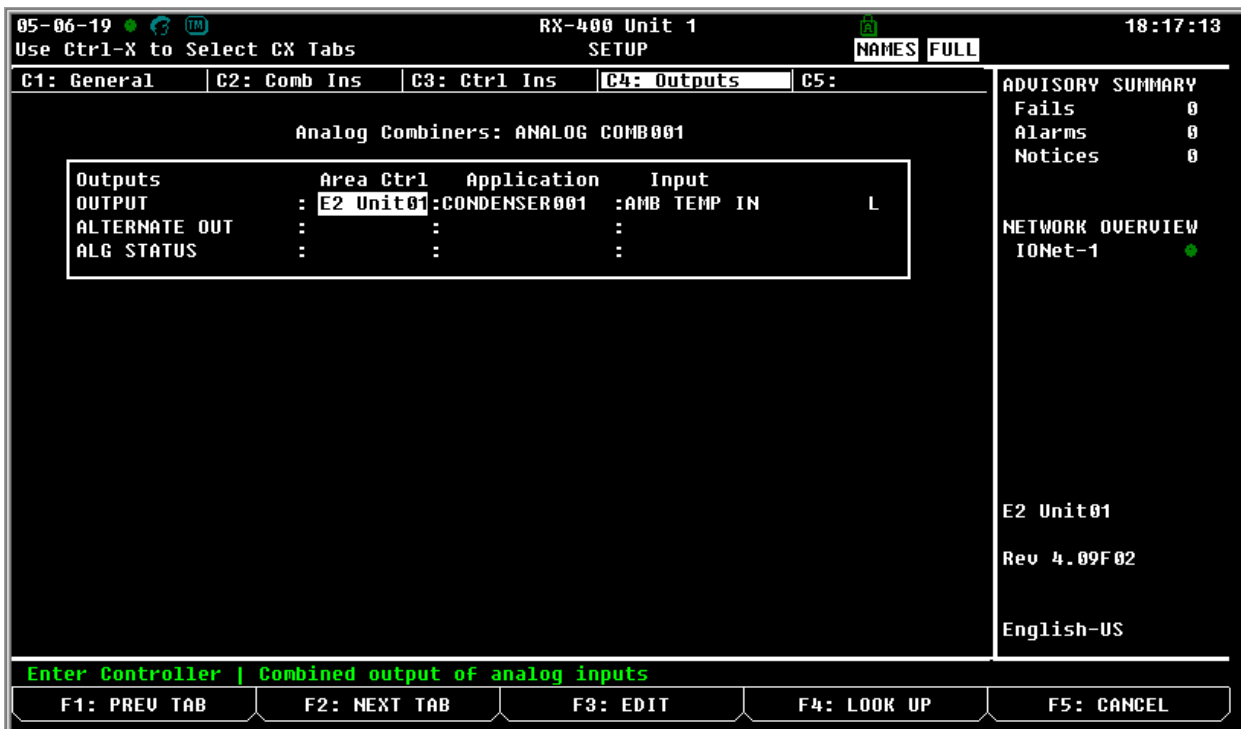 05-06-19 TM RX-400 Unit 1 A 18:17:13
Use Ctrl-X to Select CX Tabs SETUP NAMES FULL
C1: General C2: Comb Ins C3: Ctrl Ins C4: Outputs C5:
Analog Combiners: ANALOG COMB001
Outputs Area Ctrl Application Input
OUTPUT : E2 Unit01:CONDENSER001 :AMB TEMP IN L
ALTERNATE OUT : : :
ALG STATUS : : :
ADVISORY SUMMARY
Fails 0
Alarms 0
Notices 0
NETWORK OVERVIEW
IONet-1
E2 Unit01
Rev 4.09F02
English-US
Enter Controller | Combined output of analog inputs
F1: PREV TAB F2: NEXT TAB F3: EDIT F4: LOOK UP F5: CANCEL